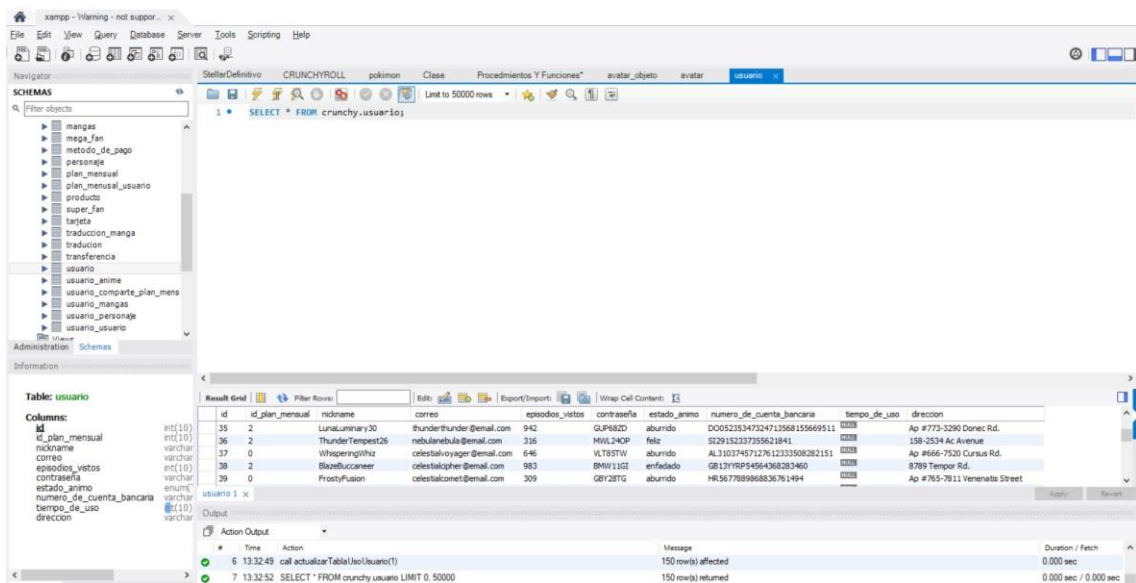 xampp - Warning - not suppor...
File Edit View Query Database Server Tools Scripting Help
Navigator
StellarDefinitivo CRUNCHYROLL pokimon Clase Procedmientos Y Funciones* avatar_objeto avatar usuario
SCHEMAS
Limit to 50000 rows
Filter objects
1 SELECT * FROM crunchy.usuario;
mangas
mega_fan
metodo_de_pago
personaje
plan_mensual
plan_menusal_usuario
producto
super_fan
tarjeta
traduccion_manga
traducion
transferencia
usuario
usuario_anime
usuario_comparte_plan_mens
usuario_mangas
usuario_personaje
usuario_usuario
Views
Administration Schemas
Information
Table: usuario
Columns:
id int(10)
id_plan_mensual int(10)
nickname varchar
correo varchar
episodios_vistos int(10)
contraseña varchar
estado_animo enum('
numero_de_cuenta_bancaria varchar
tiempo_de_uso int(10)
direccion varchar
Result Grid Filter Rows: Edit: Export/Import: Wrap Cell Content:
id id_plan_mensual nickname correo episodios_vistos contraseña estado_animo numero_de_cuenta_bancaria tiempo_de_uso direccion
35 2 LunaLuminary30 thunderthunder@email.com 942 GUP68ZD aburrido DO05235347324713568155669511 NULL Ap #773-3290 Donec Rd.
36 2 ThunderTempest26 nebulanebula@email.com 316 MWL24OP feliz SI29152337355621841 NULL 158-2534 Ac Avenue
37 0 WhisperingWhiz celestialvoyager@email.com 646 VLT8STW aburrido AL31037457127612333508282151 NULL Ap #666-7520 Cursus Rd.
38 2 BlazeBuccaneer celestialcipher@email.com 983 BMW11GI enfadado GB13YYRP54564368283460 NULL 8789 Tempor Rd.
39 0 FrostyFusion celestialcomet@email.com 309 GBY28TG aburrido HR5677889868836761494 NULL Ap #765-7811 Venenatis Street
usuario 1
Apply Revert
Output
Action Output
# Time Action Message Duration / Fetch
6 13:32:49 call actualizarTablaUsoUsuario(1) 150 row(s) affected 0.000 sec
7 13:32:52 SELECT * FROM crunchy.usuario LIMIT 0, 50000 150 row(s) returned 0.000 sec / 0.000 sec